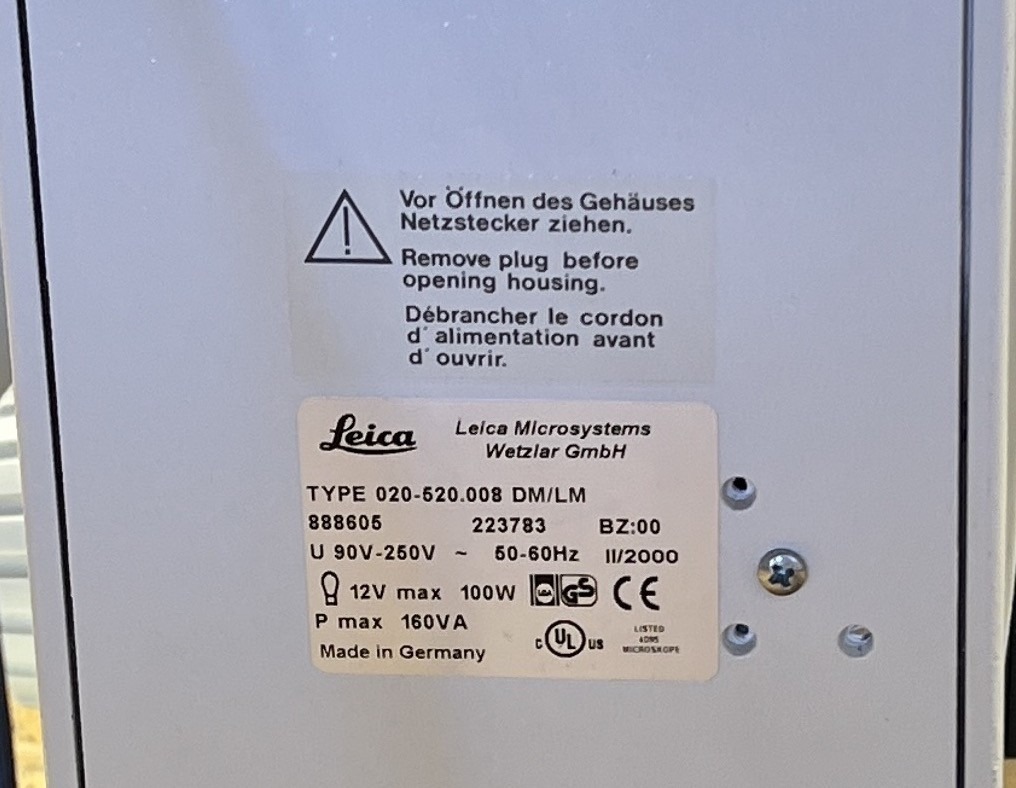 Vor Öffnen des Gehäuses
Netzstecker ziehen.
Remove plug before
opening housing.
Débrancher le cordon
d´alimentation avant
d´ouvrir.
Leica
Leica Microsystems
Wetzlar GmbH
TYPE 020-520.008 DM/LM
888605 223783 BZ:00
U 90V-250V ~ 50-60Hz II/2000
12V max 100W GS CE
P max 160VA
Made in Germany
c UL us
LISTED
MICROSKOPE